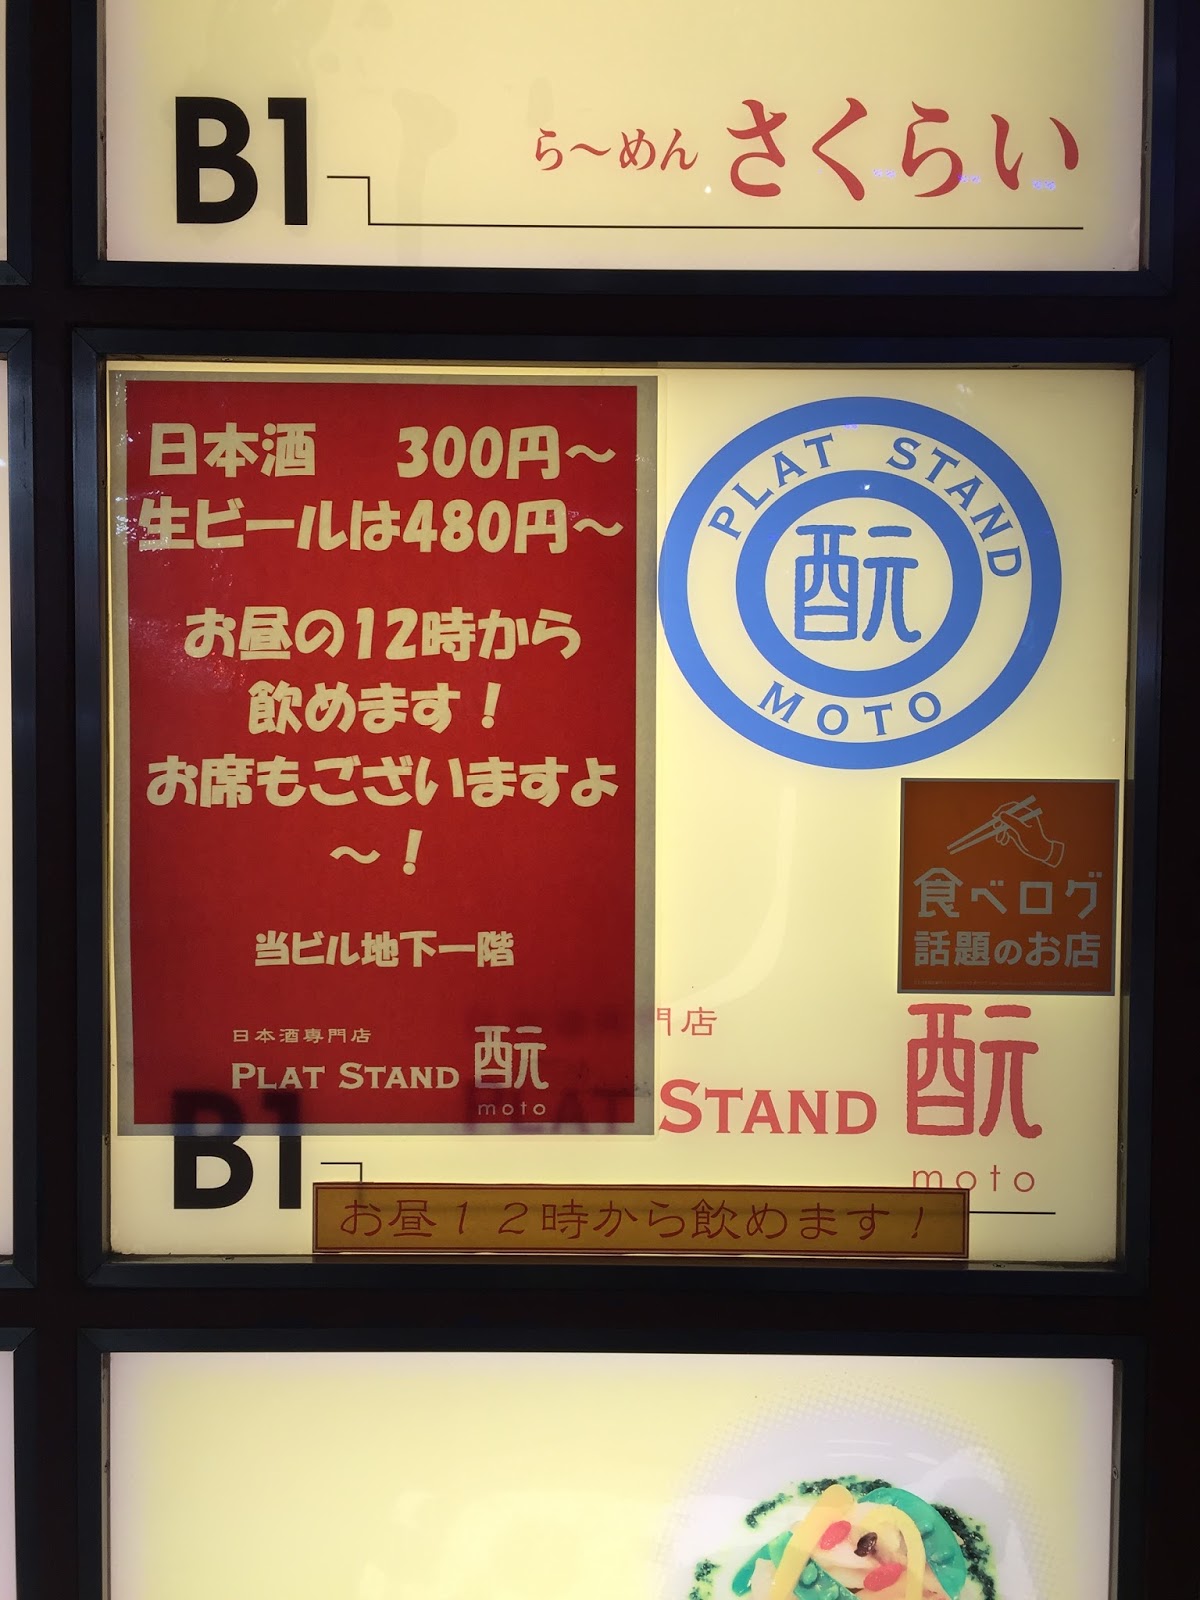 B1
ら〜めん さくらい
日本酒 300円〜
生ビールは480円〜
お昼の12時から
飲めます！
お席もございますよ
〜！
当ビル地下一階
日本酒専門店
PLAT STAND 酛
moto
PLAT STAND
酛
MOTO
食べログ
話題のお店
門店
PLAT STAND 酛
moto
B1
お昼１２時から飲めます！